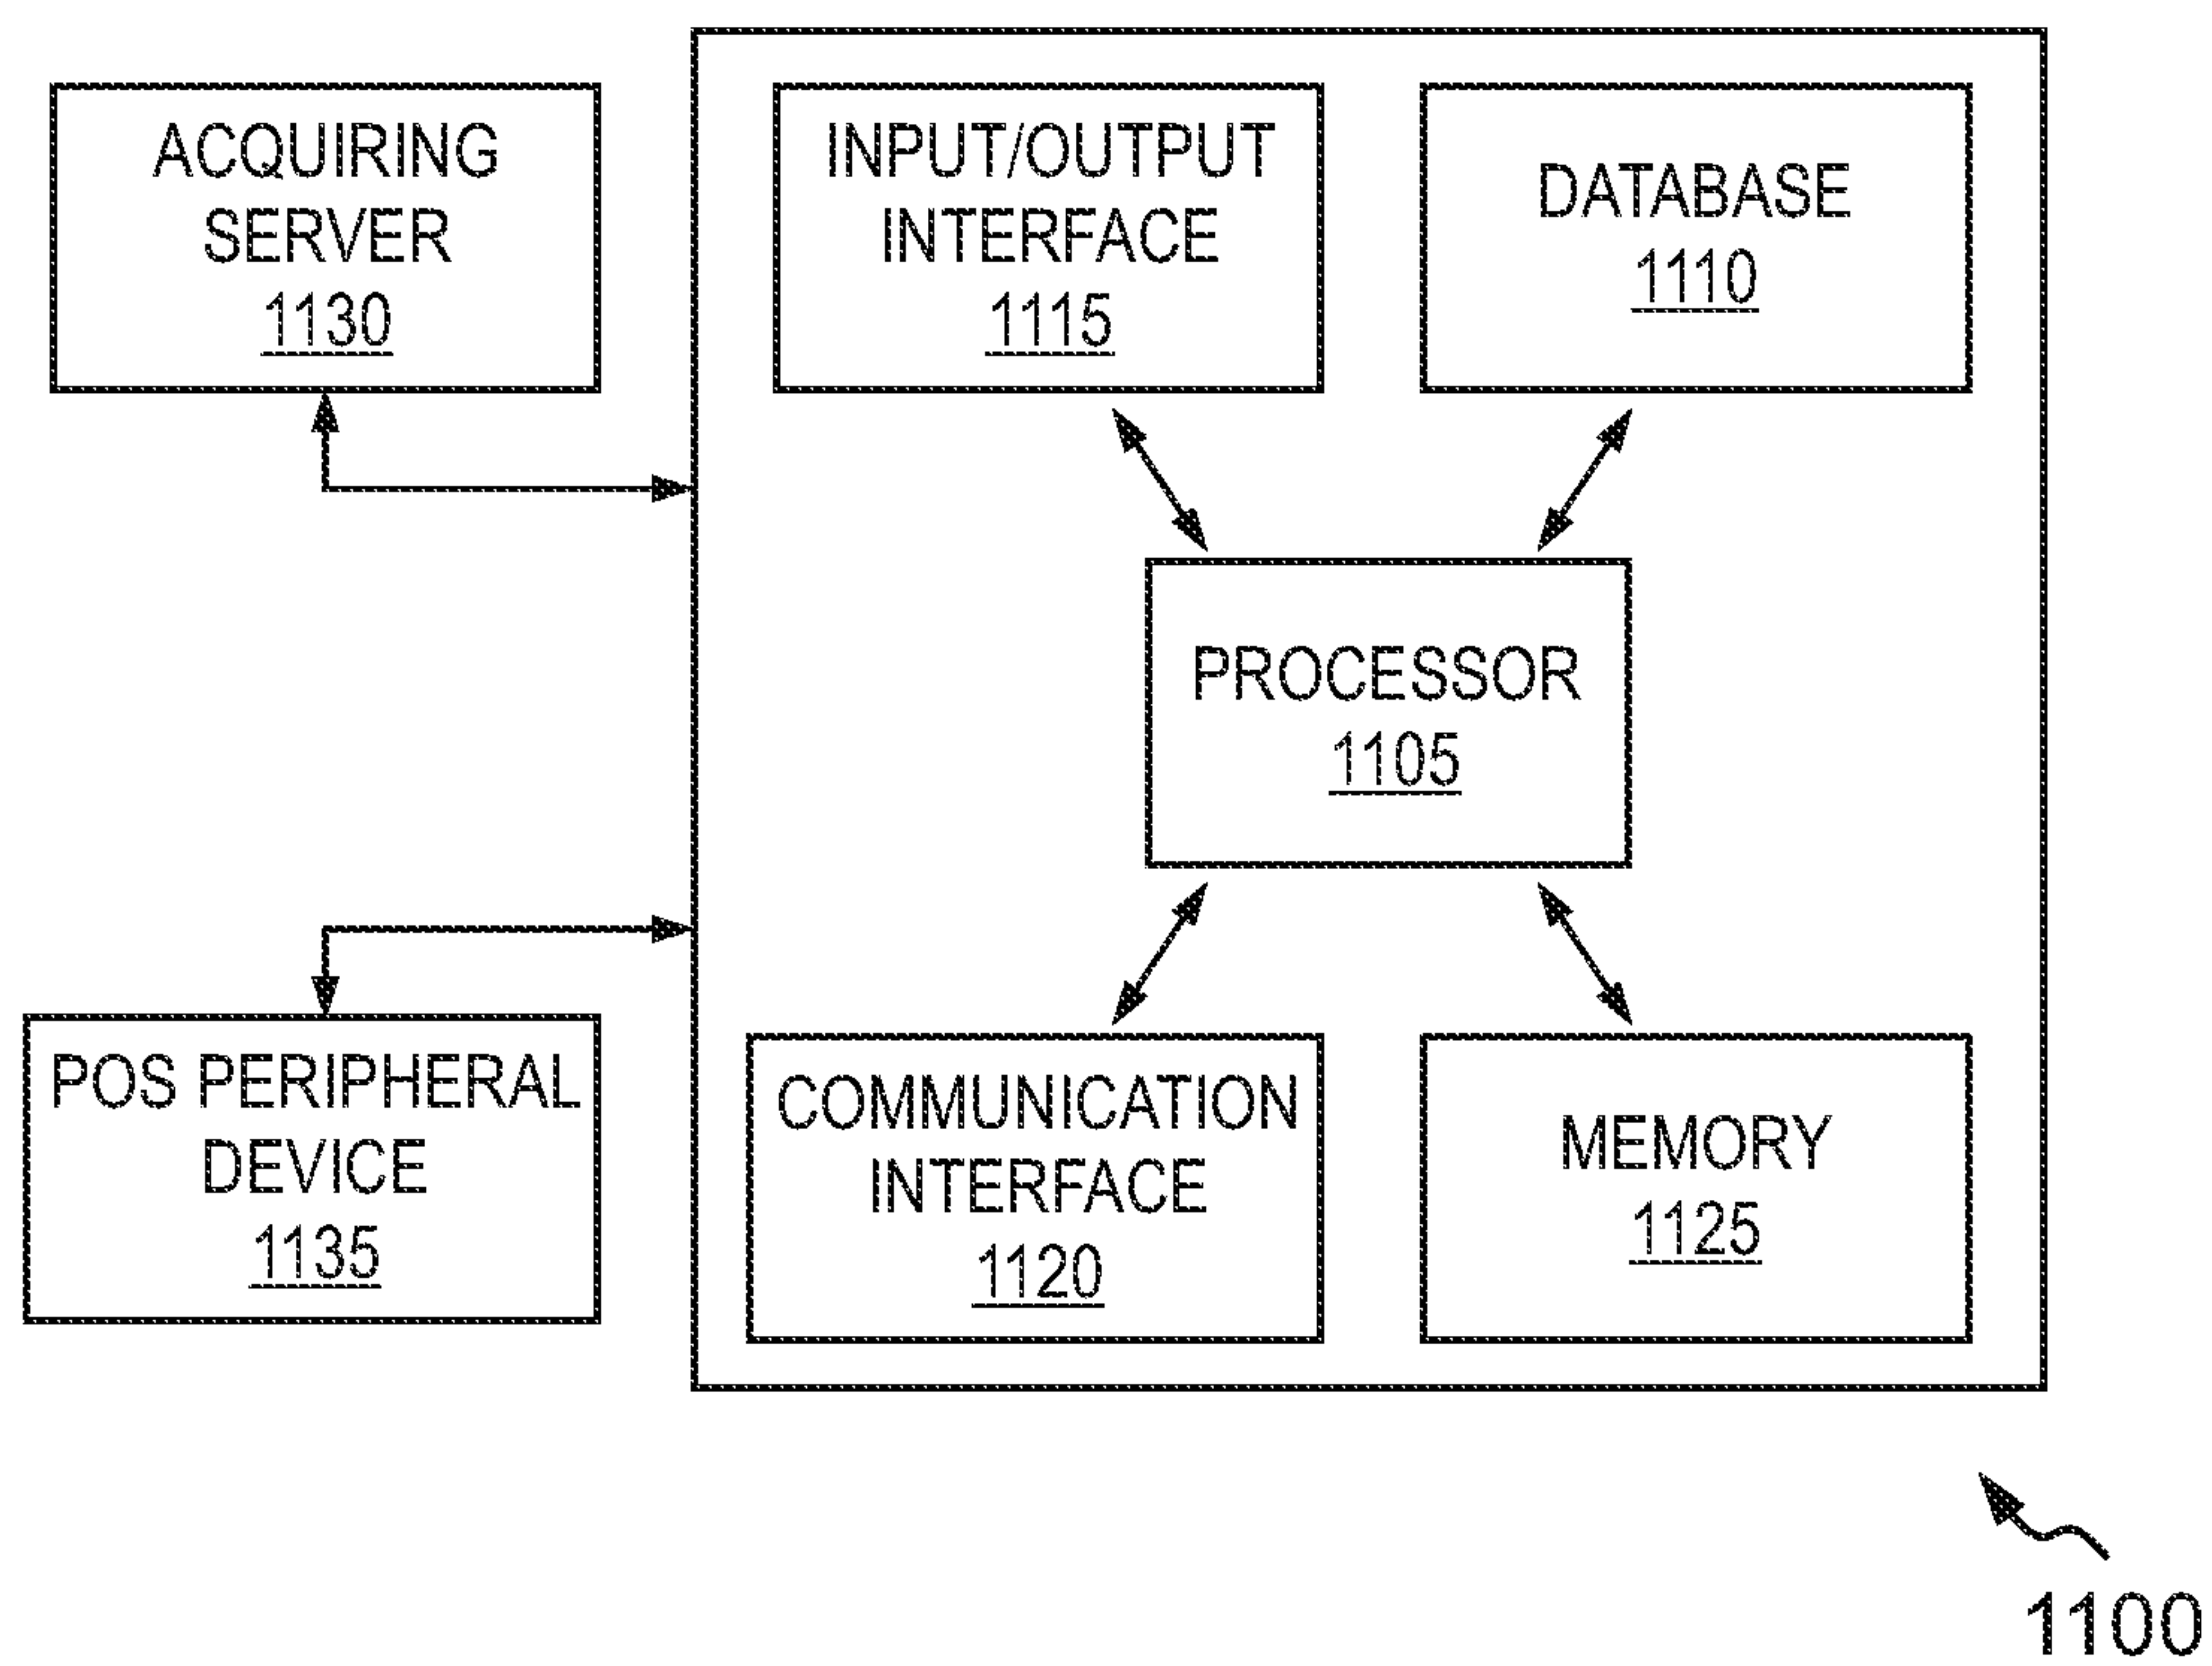 ACQUIRING
SERVER
1130
INPUT/OUTPUT
INTERFACE
1115
DATABASE
1110
PROCESSOR
1105
POS PERIPHERAL
DEVICE
1135
COMMUNICATION
INTERFACE
1120
MEMORY
1125
1100